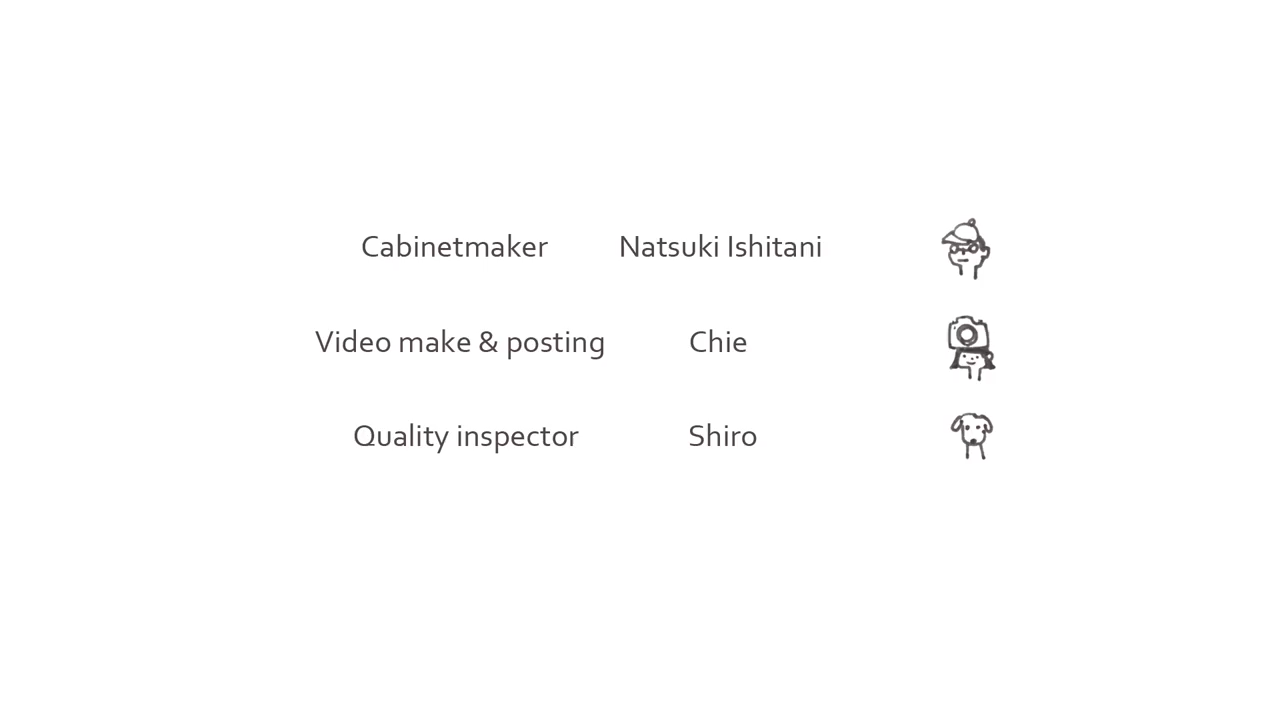 Cabinetmaker Natsuki Ishitani
Video make & posting Chie
Quality inspector Shiro